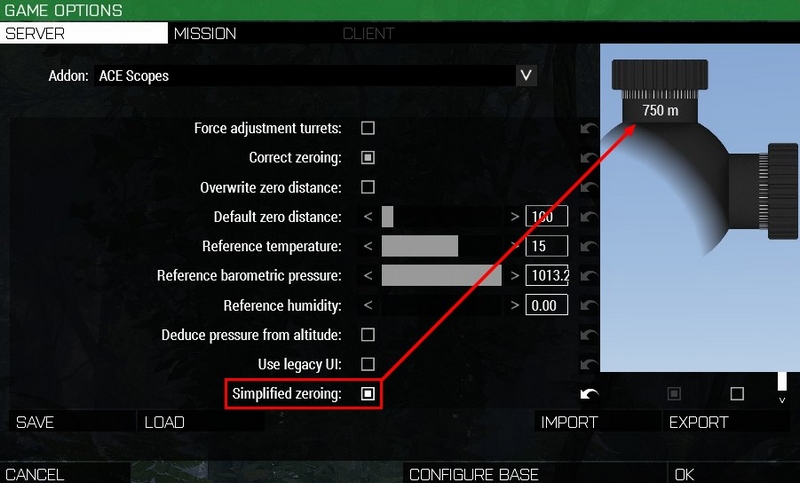 GAME OPTIONS
SERVER MISSION CLIENT
Addon: ACE Scopes V
750 m
Force adjustment turrets:
Correct zeroing:
Overwrite zero distance:
Default zero distance: < > 100
Reference temperature: < > 15
Reference barometric pressure: < > 1013.2
Reference humidity: < > 0.00
Deduce pressure from altitude:
Use legacy UI:
Simplified zeroing:
SAVE LOAD IMPORT EXPORT
CANCEL CONFIGURE BASE OK